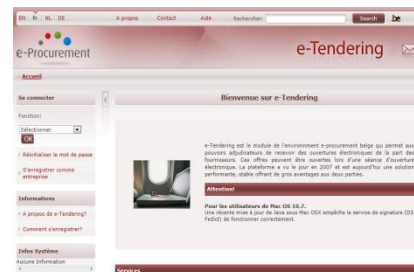 EN Fr NL DE
A propos Contact Aide Rechercher: Search be
e-Procurement
e-Tendering
Accueil
Se connecter
Fonction:
Sélectionner
OK
Réinitialiser le mot de passe
S'enregistrer comme
entreprise
Informations
A propos de e-Tendering?
Comment s'enregistrer?
Infos Système
Aucune Information
Bienvenue sur e-Tendering
e-Tendering est le module de l'environment e-procurement belge qui permet aux
pouvoirs adjudicateurs de recevoir des ouvertures électroniques de la part des
fournisseurs. Ces offres peuvent être ouvertes lors d'une séance d'ouverture
électronique. La plateforme a vu le jour en 2007 et est aujourd'hui une solution
performante, stable offrant de gros avantages aux deux parties.
Attention!
Pour les utilisateurs de Mac OS 10.7.
Une récente mise à jour de Java sous Mac OSX empêche le service de signature (DSS
Fedict) de fonctionner correctement.
Services